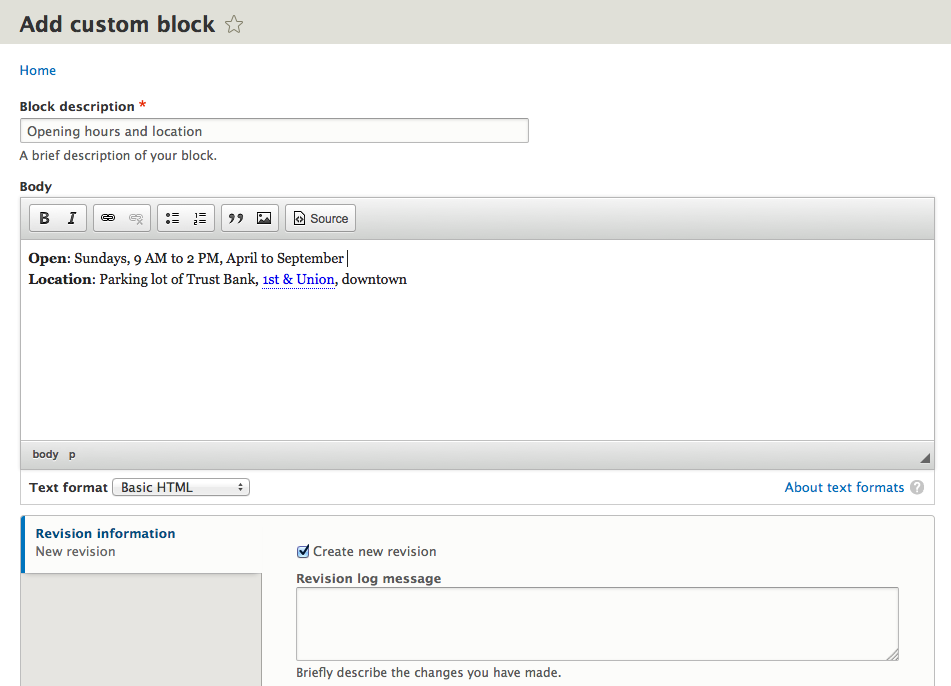 Add custom block
Home
Block description *
Opening hours and location
A brief description of your block.
Body
B I Source
Open: Sundays, 9 AM to 2 PM, April to September
Location: Parking lot of Trust Bank, 1st & Union, downtown
body p
Text format Basic HTML About text formats ?
Revision information
New revision
Create new revision
Revision log message
Briefly describe the changes you have made.